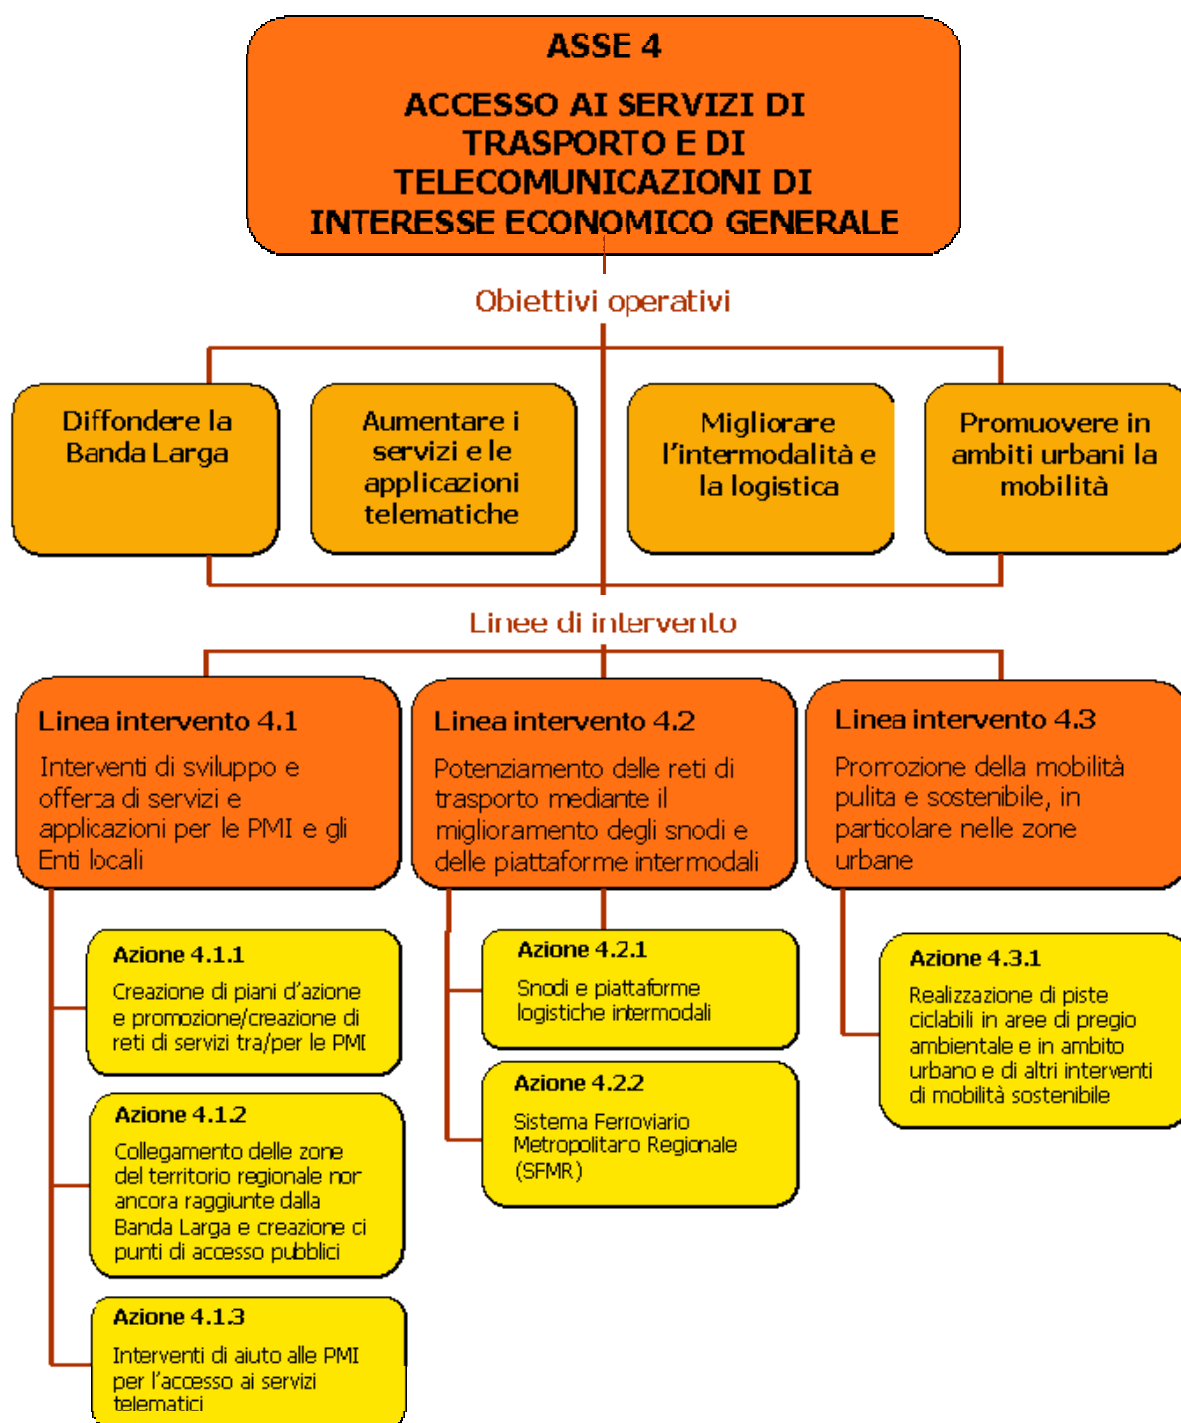 ASSE 4
ACCESSO AI SERVIZI DI
TRASPORTO E DI
TELECOMUNICAZIONI DI
INTERESSE ECONOMICO GENERALE
Obiettivi operativi
Diffondere la
Banda Larga
Aumentare i
servizi e le
applicazioni
telematiche
Migliorare
l'intermodalità e
la logistica
Promuovere in
ambiti urbani la
mobilità
Linee di intervento
Linea intervento 4.1
Interventi di sviluppo e
offerta di servizi e
applicazioni per le PMI e gli
Enti locali
Linea intervento 4.2
Potenziamento delle reti di
trasporto mediante il
miglioramento degli snodi e
delle piattaforme intermodali
Linea intervento 4.3
Promozione della mobilità
pulita e sostenibile, in
particolare nelle zone
urbane
Azione 4.1.1
Creazione di piani d'azione
e promozione/creazione di
reti di servizi tra/per le PMI
Azione 4.1.2
Collegamento delle zone
del territorio regionale non
ancora raggiunte dalla
Banda Larga e creazione di
punti di accesso pubblici
Azione 4.1.3
Interventi di aiuto alle PMI
per l'accesso ai servizi
telematici
Azione 4.2.1
Snodi e piattaforme
logistiche intermodali
Azione 4.2.2
Sistema Ferroviario
Metropolitano Regionale
(SFMR)
Azione 4.3.1
Realizzazione di piste
ciclabili in aree di pregio
ambientale e in ambito
urbano e di altri interventi
di mobilità sostenibile